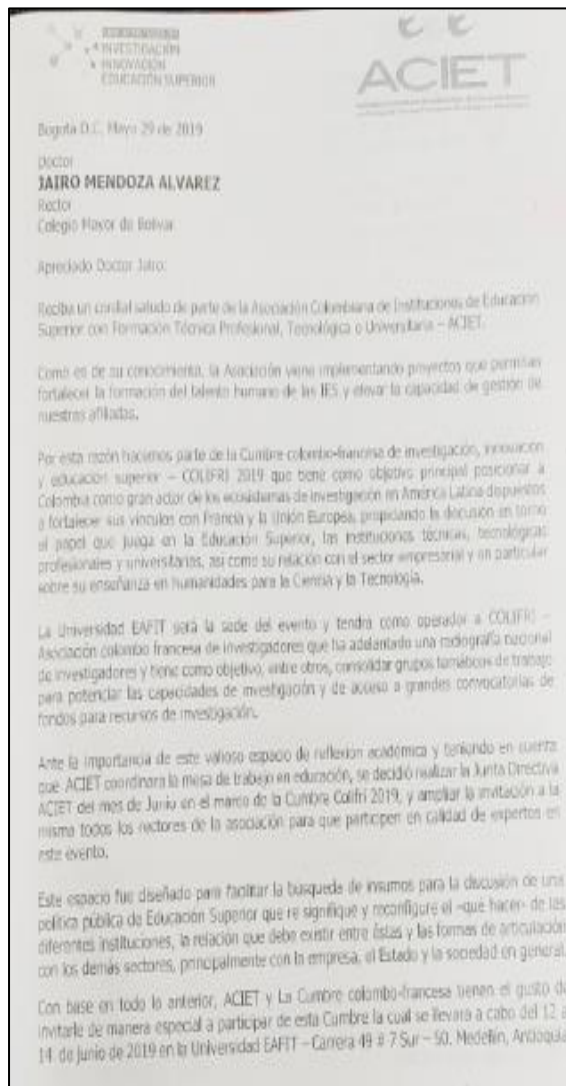 INVESTIGACIÓN
INNOVACIÓN
EDUCACIÓN SUPERIOR
ACIET
Bogotá D.C. Mayo 29 de 2019
Doctor
JAIRO MENDOZA ALVAREZ
Rector
Colegio Mayor de Bolívar
Apreciado Doctor Jairo:
Reciba un cordial saludo de parte de la Asociación Colombiana de Instituciones de Educación
Superior con Formación Técnica Profesional, Tecnológica o Universitaria – ACIET.
Como es de su conocimiento, la Asociación viene implementando proyectos que permitan
fortalecer la formación del talento humano de las IES y elevar la capacidad de gestión de
nuestras afiliadas.
Por esta razón hacemos parte de la Cumbre colombo-francesa de investigación, innovación
y educación superior – COLIFRI 2019 que tiene como objetivo principal posicionar a
Colombia como gran actor de los ecosistemas de investigación en América Latina dispuestos
a fortalecer sus vínculos con Francia y la Unión Europea, propiciando la discusión en torno
al papel que juega en la Educación Superior, las instituciones técnicas, tecnológicas
profesionales y universitarias, así como su relación con el sector empresarial y en particular
sobre su enseñanza en humanidades para la Ciencia y la Tecnología.
La Universidad EAFIT será la sede del evento y tendrá como operador a COLIFRI –
Asociación colombo francesa de investigadores que ha adelantado una radiografía nacional
de investigadores y tiene como objetivo, entre otros, consolidar grupos temáticos de trabajo
para potenciar las capacidades de investigación y de acceso a grandes convocatorias de
fondos para recursos de investigación.
Ante la importancia de este valioso espacio de reflexión académica y teniendo en cuenta
que ACIET coordinara la mesa de trabajo en educación, se decidió realizar la Junta Directiva
ACIET del mes de Junio en el marco de la Cumbre Colifri 2019, y ampliar la invitación a la
misma todos los rectores de la asociación para que participen en calidad de expertos en
este evento.
Este espacio fue diseñado para facilitar la busqueda de insumos para la discusión de una
política pública de Educación Superior que re signifique y reconfigure el «que hacer» de las
diferentes instituciones, la relación que debe existir entre éstas y las formas de articulación
con los demás sectores, principalmente con la empresa, el Estado y la sociedad en general.
Con base en todo lo anterior, ACIET y La Cumbre colombo-francesa tienen el gusto de
invitarle de manera especial a participar de esta Cumbre la cual se llevara a cabo del 12 a
14 de junio de 2019 en la Universidad EAFIT – Carrera 49 # 7 Sur – 50, Medellín, Antioquia